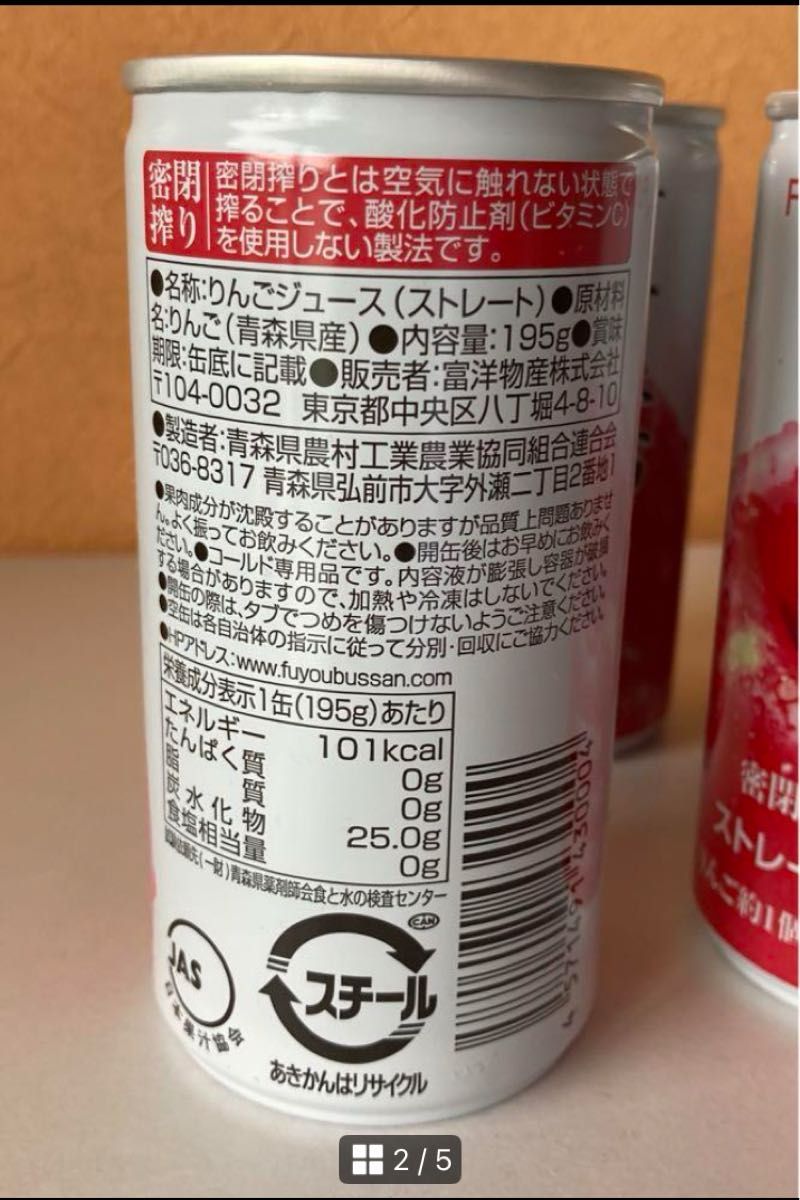 密閉搾り
密閉搾りとは空気に触れない状態で
搾ることで、酸化防止剤(ビタミンC)
を使用しない製法です。
●名称:りんごジュース(ストレート)●原材料
名:りんご(青森県産)●内容量:195g●賞味
期限:缶底に記載●販売者:富洋物産株式会社
〒104-0032 東京都中央区八丁堀4-8-10
●製造者:青森県農村工業農業協同組合連合会
〒036-8317 青森県弘前市大字外瀬二丁目2番地1
●果肉成分が沈殿することがありますが品質上問題ありませ
ん。よく振ってお飲みください。●開缶後はお早めにお飲みく
ださい。●コールド専用品です。内容液が膨張し容器が破損
する場合がありますので、加熱や冷凍はしないでください。
●開缶の際は、タブでつめを傷つけないようご注意ください。
●空缶は各自治体の指示に従って分別・回収にご協力ください。
●HPアドレス:www.fuyoubussan.com
栄養成分表示1缶(195g)あたり
エネルギー 101kcal
たんぱく質 0g
脂質 0g
炭水化物 25.0g
食塩相当量 0g
(一財)青森県薬剤師会食と水の検査センター
JAS
日本果汁協会
CAN
スチール
あきかんはリサイクル
F
密閉
ストレー
りんご約1個
2/5